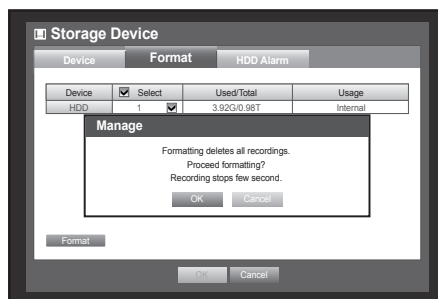 Storage Device
Device Format HDD Alarm
Device Select Used/Total Usage
HDD 1 3.92G/0.98T Internal
Manage
Formatting deletes all recordings.
Proceed formatting?
Recording stops few second.
OK Cancel
Format
OK Cancel